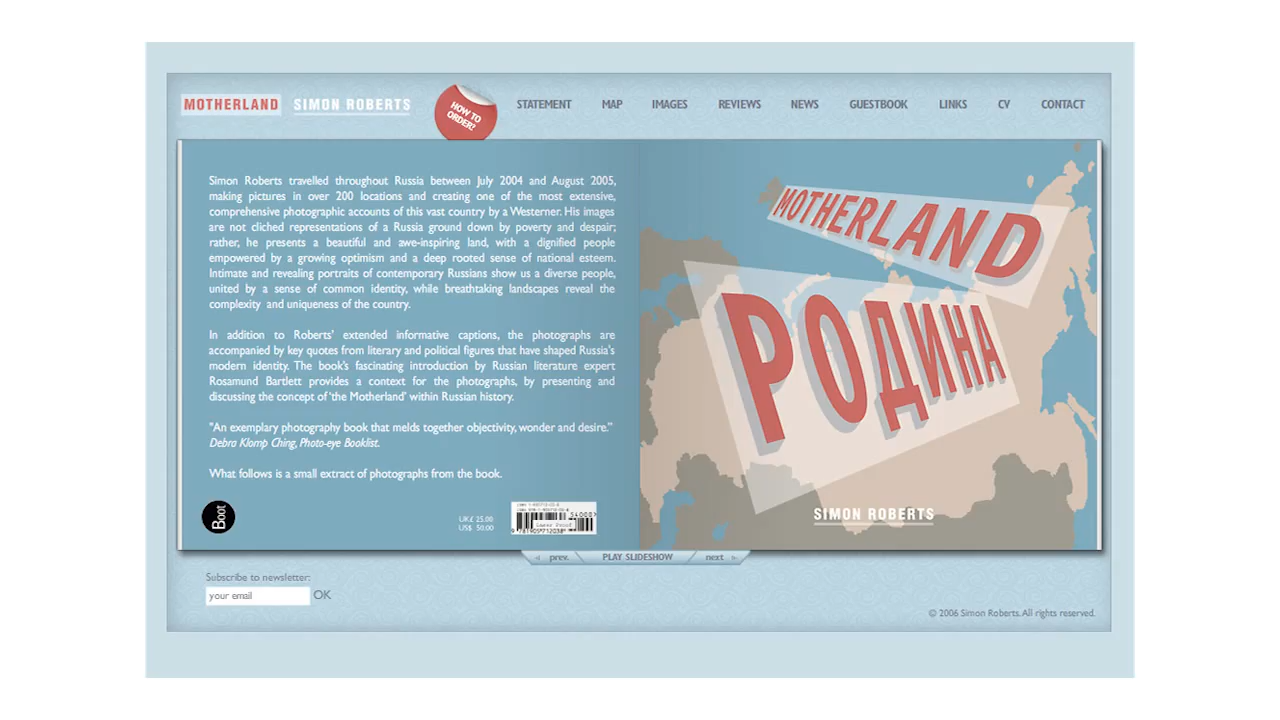 MOTHERLAND SIMON ROBERTS
HOW TO
ORDER?
STATEMENT MAP IMAGES REVIEWS NEWS GUESTBOOK LINKS CV CONTACT
Simon Roberts travelled throughout Russia between July 2004 and August 2005,
making pictures in over 200 locations and creating one of the most extensive,
comprehensive photographic accounts of this vast country by a Westerner. His images
are not cliched representations of a Russia ground down by poverty and despair;
rather, he presents a beautiful and awe-inspiring land, with a dignified people
empowered by a growing optimism and a deep rooted sense of national esteem.
Intimate and revealing portraits of contemporary Russians show us a diverse people,
united by a sense of common identity, while breathtaking landscapes reveal the
complexity and uniqueness of the country.
In addition to Roberts' extended informative captions, the photographs are
accompanied by key quotes from literary and political figures that have shaped Russia's
modern identity. The book's fascinating introduction by Russian literature expert
Rosamund Bartlett provides a context for the photographs, by presenting and
discussing the concept of 'the Motherland' within Russian history.
"An exemplary photography book that melds together objectivity, wonder and desire."
Debra Klomp Ching, Photo-eye Booklist.
What follows is a small extract of photographs from the book.
Boot
UK£ 25.00
US$ 50.00
MOTHERLAND
РОДИНА
SIMON ROBERTS
prev. PLAY SLIDESHOW next
Subscribe to newsletter:
your email OK
© 2006 Simon Roberts. All rights reserved.